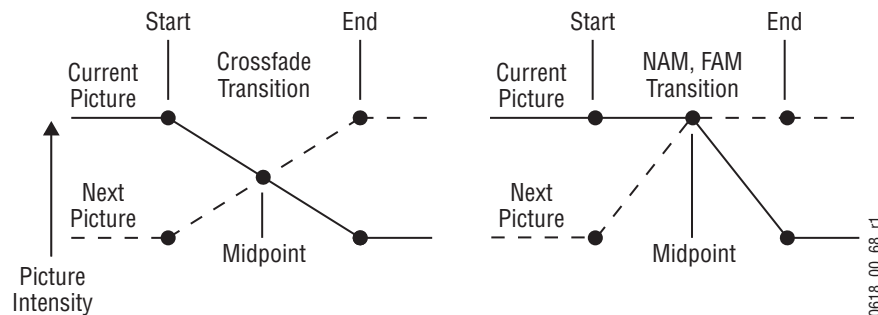 Start
End
Crossfade
Transition
Current
Picture
Next
Picture
Midpoint
Picture
Intensity
Start
End
NAM, FAM
Transition
Current
Picture
Next
Picture
Midpoint
0618_00_68_r1